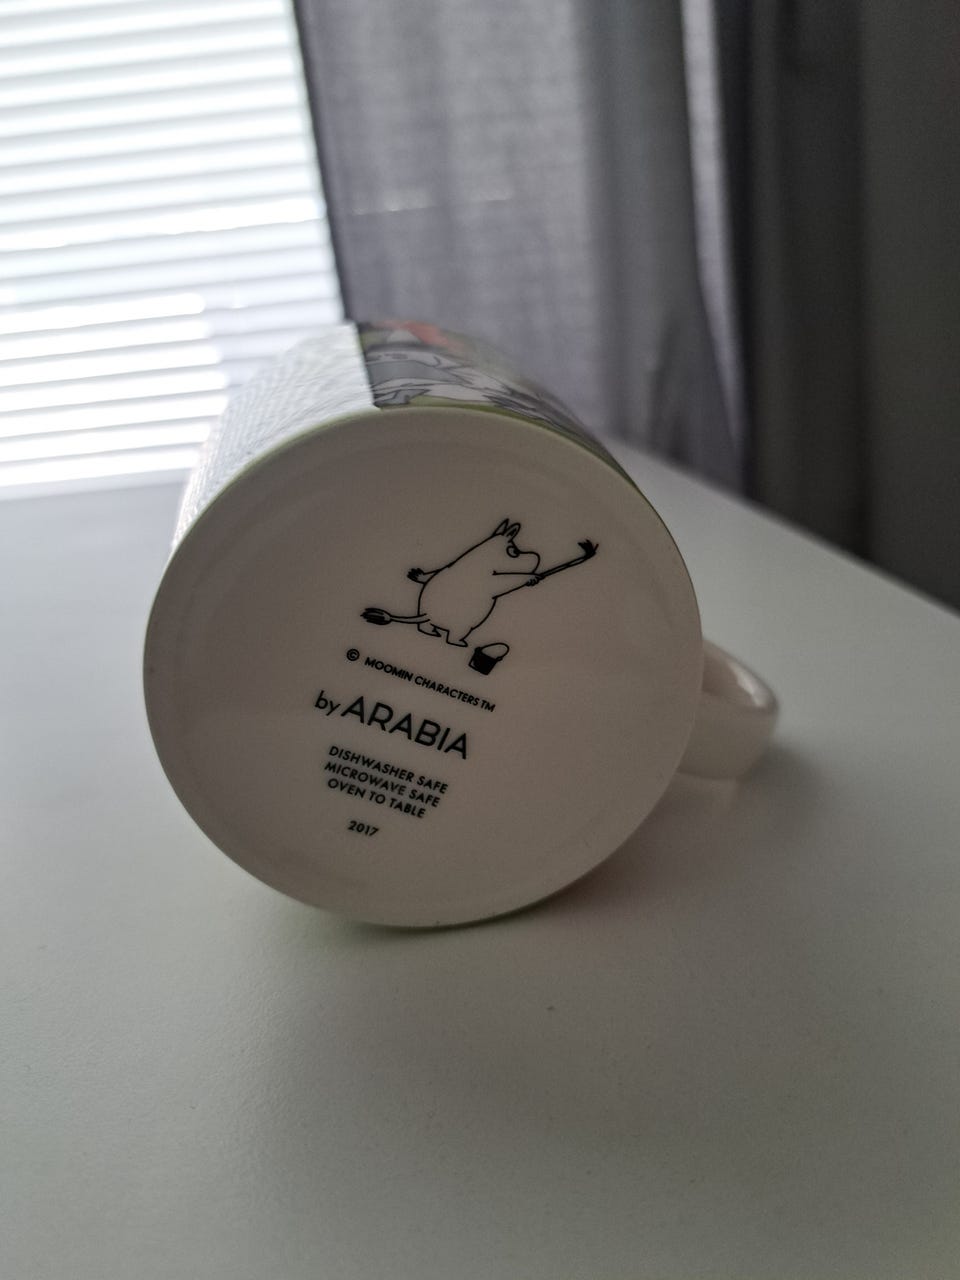 © MOOMIN CHARACTERS™
by ARABIA
DISHWASHER SAFE
MICROWAVE SAFE
OVEN TO TABLE
2017